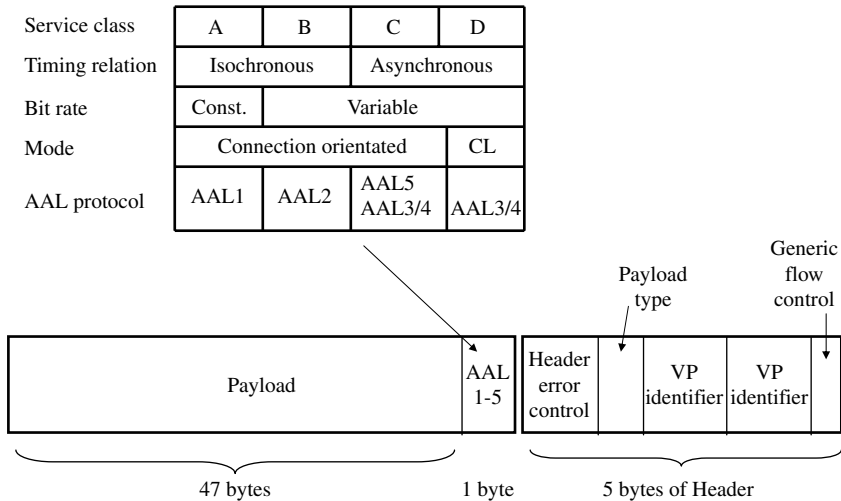 Service class A B C D
Timing relation Isochronous Asynchronous
Bit rate Const. Variable
Mode Connection orientated CL
AAL protocol AAL1 AAL2 AAL5 AAL3/4 AAL3/4
Payload
type
Generic
flow
control
Payload
AAL
1-5
Header
error
control
VP
identifier
VP
identifier
47 bytes
1 byte
5 bytes of Header